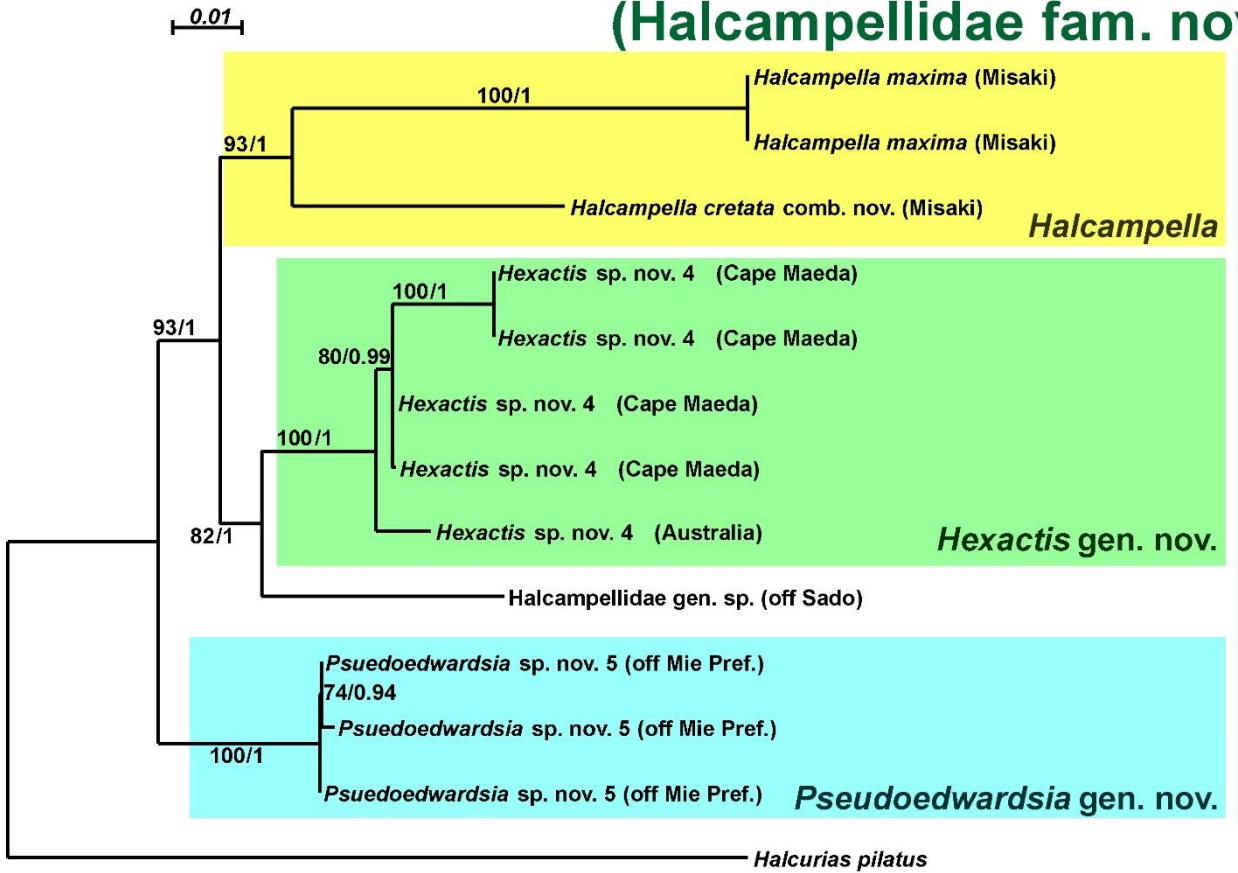 0.01
(Halcampellidae fam. nov
Halcampella maxima (Misaki)
100/1
93/1
Halcampella maxima (Misaki)
Halcampella cretata comb. nov. (Misaki)
Halcampella
Hexactis sp. nov. 4 (Cape Maeda)
100/1
93/1
Hexactis sp. nov. 4 (Cape Maeda)
80/0.99
Hexactis sp. nov. 4 (Cape Maeda)
100/1
Hexactis sp. nov. 4 (Cape Maeda)
82/1
Hexactis sp. nov. 4 (Australia)
Hexactis gen. nov.
Halcampellidae gen. sp. (off Sado)
Psuedoedwardsia sp. nov. 5 (off Mie Pref.)
74/0.94
Psuedoedwardsia sp. nov. 5 (off Mie Pref.)
100/1
Psuedoedwardsia sp. nov. 5 (off Mie Pref.)
Pseudoedwardsia gen. nov.
Halcurias pilatus